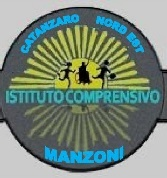 CATANZARO NORD EST
ISTITUTO COMPRENSIVO
MANZONI